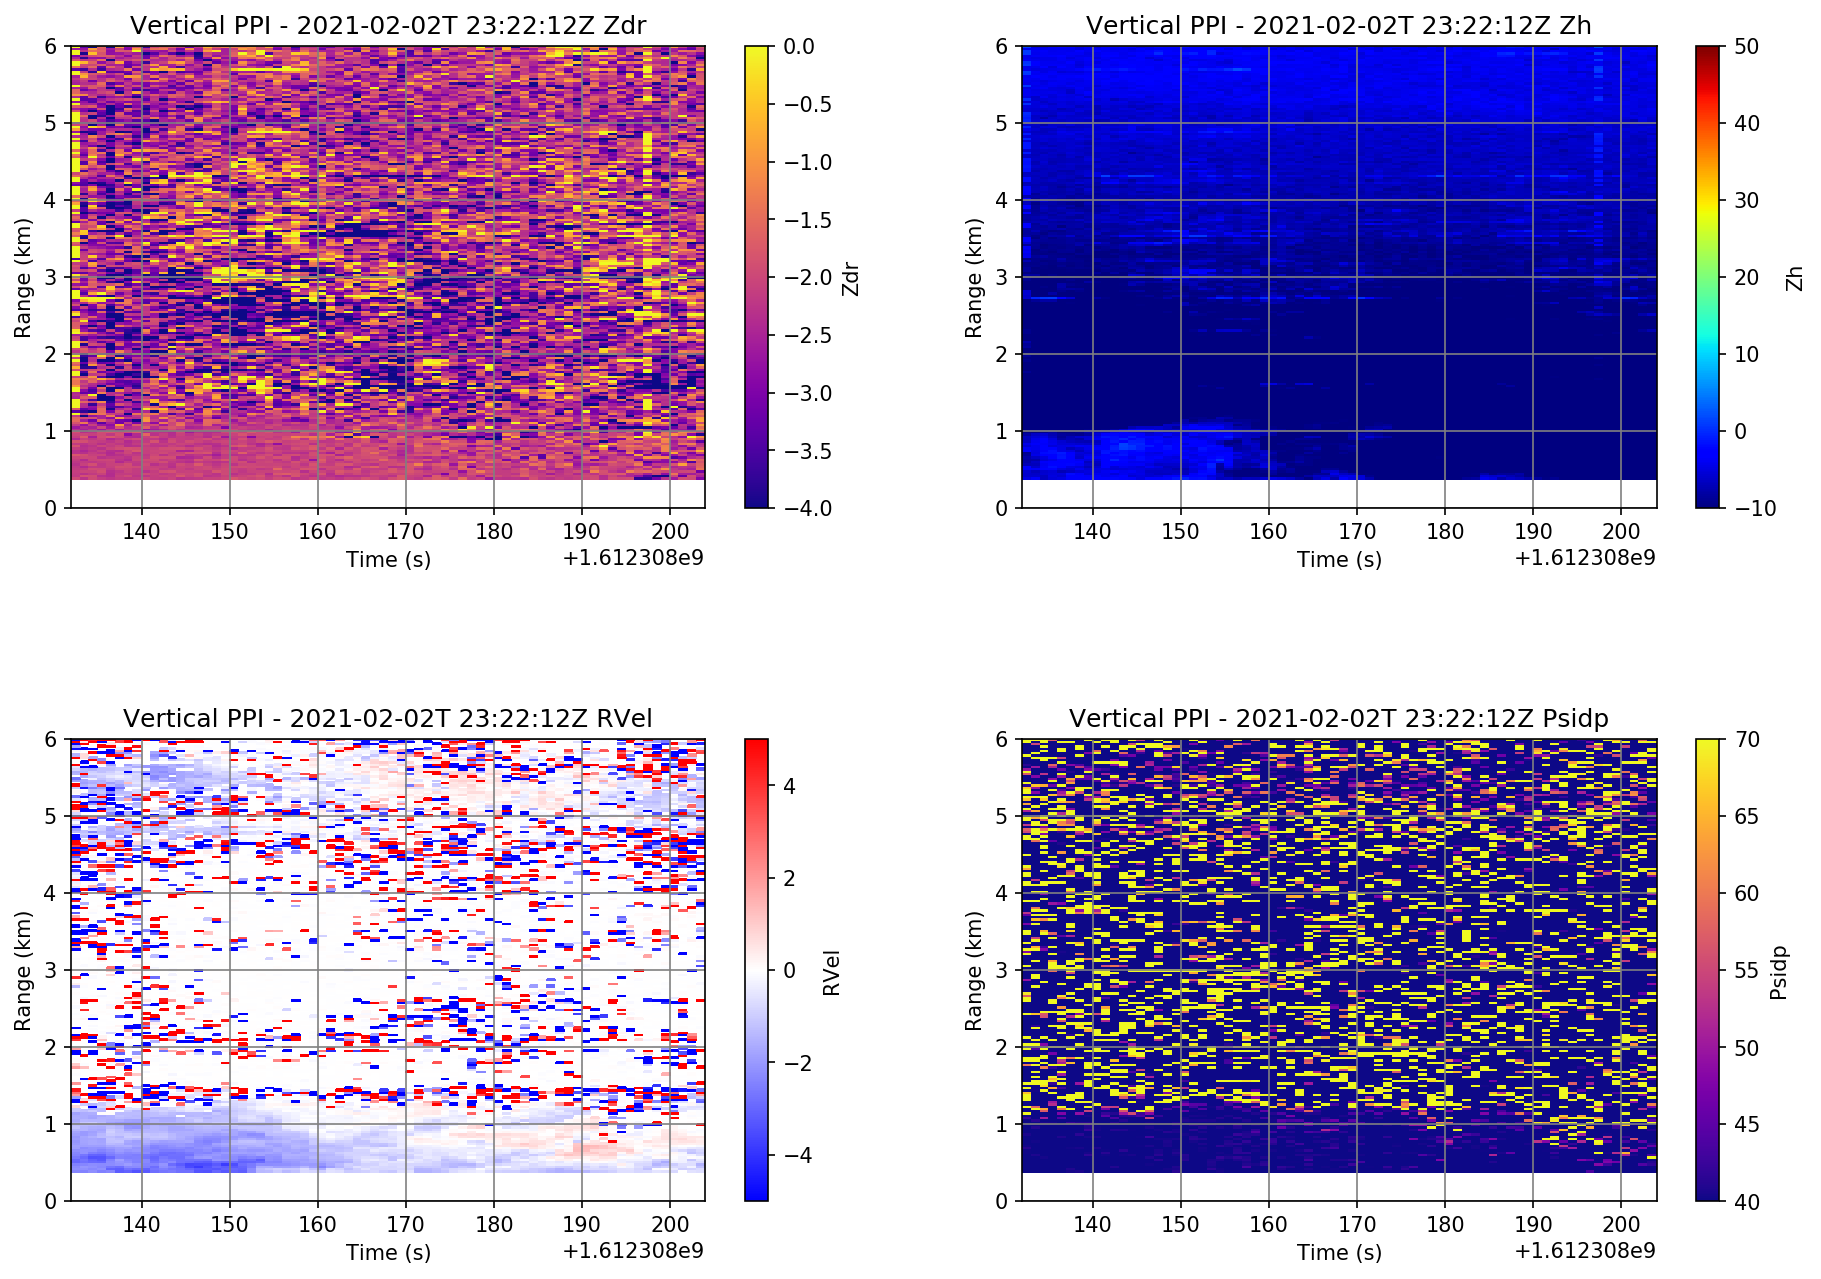 Vertical PPI - 2021-02-02T 23:22:12Z Zdr
6
5
4
3
2
1
0
Range (km)
140 150 160 170 180 190 200
Time (s)
+1.612308e9
0.0
−0.5
−1.0
−1.5
−2.0
−2.5
−3.0
−3.5
−4.0
Zdr
Vertical PPI - 2021-02-02T 23:22:12Z Zh
6
5
4
3
2
1
0
Range (km)
140 150 160 170 180 190 200
Time (s)
+1.612308e9
50
40
30
20
10
0
−10
Zh
Vertical PPI - 2021-02-02T 23:22:12Z RVel
6
5
4
3
2
1
0
Range (km)
140 150 160 170 180 190 200
Time (s)
+1.612308e9
4
2
0
−2
−4
RVel
Vertical PPI - 2021-02-02T 23:22:12Z Psidp
6
5
4
3
2
1
0
Range (km)
140 150 160 170 180 190 200
Time (s)
+1.612308e9
70
65
60
55
50
45
40
Psidp